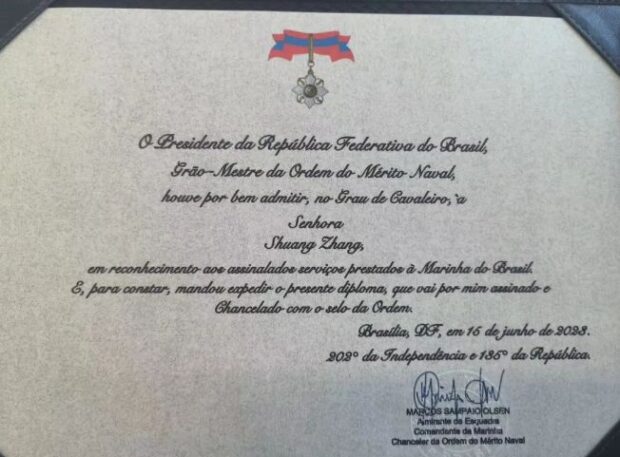 O Presidente da República Federativa do Brasil,
Grão-Mestre da Ordem do Mérito Naval,
houve por bem admitir, no Grau de Cavaleiro, à
Senhora
Shuang Zhang,
em reconhecimento aos assinalados serviços prestados à Marinha do Brasil.
E, para constar, mandou expedir o presente diploma, que vai por mim assinado e
Chancelado com o selo da Ordem.
Brasília, DF, em 15 de junho de 2023.
202º da Independência e 135º da República.
MARCOS SAMPAIO OLSEN
Almirante de Esquadra
Comandante da Marinha
Chanceler da Ordem do Mérito Naval